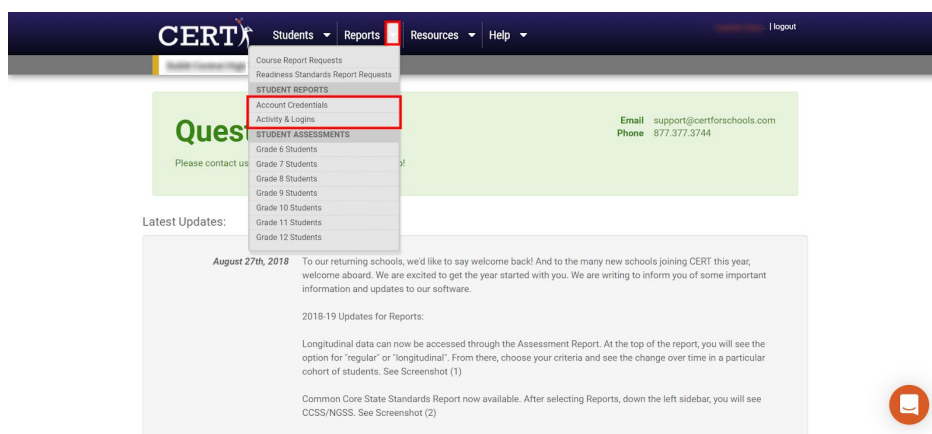 CERT Students Reports Resources Help | logout
Course Report Requests
Readiness Standards Report Requests
STUDENT REPORTS
Account Credentials
Activity & Logins
STUDENT ASSESSMENTS
Grade 6 Students
Grade 7 Students
Grade 8 Students
Grade 9 Students
Grade 10 Students
Grade 11 Students
Grade 12 Students
Quest
Please contact us
Email support@certforschools.com
Phone 877.377.3744
Latest Updates:
August 27th, 2018 To our returning schools, we'd like to say welcome back! And to the many new schools joining CERT this year,
welcome aboard. We are excited to get the year started with you. We are writing to inform you of some important
information and updates to our software.
2018-19 Updates for Reports:
Longitudinal data can now be accessed through the Assessment Report. At the top of the report, you will see the
option for "regular" or "longitudinal". From there, choose your criteria and see the change over time in a particular
cohort of students. See Screenshot (1)
Common Core State Standards Report now available. After selecting Reports, down the left sidebar, you will see
CCSS/NGSS. See Screenshot (2)